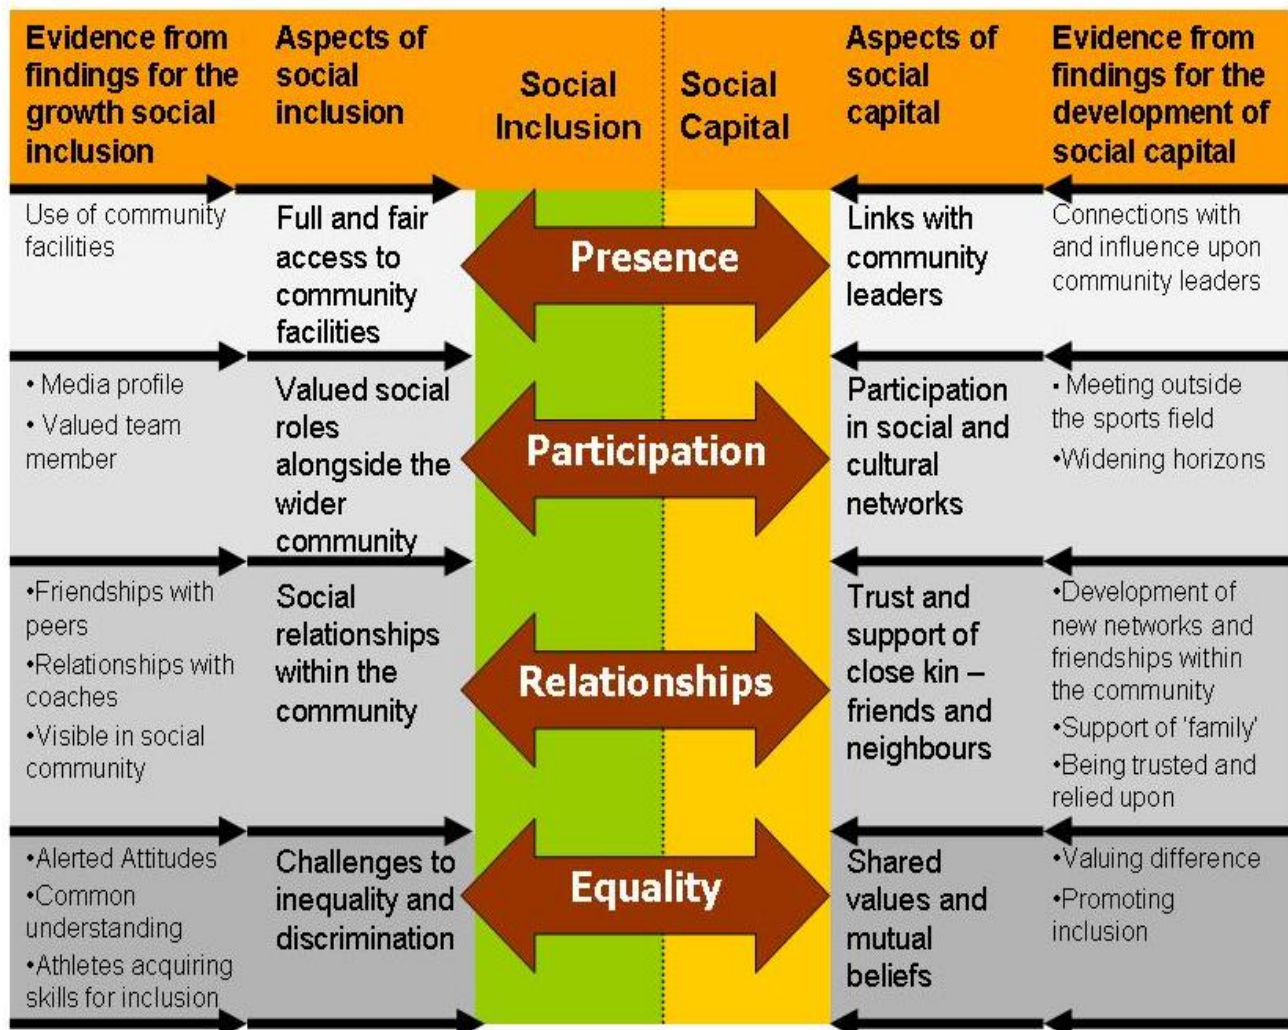 Evidence from
findings for the
growth social
inclusion
Aspects of
social
inclusion
Social
Inclusion
Social
Capital
Aspects of
social
capital
Evidence from
findings for the
development of
social capital
Use of community
facilities
Full and fair
access to
community
facilities
Presence
Links with
community
leaders
Connections with
and influence upon
community leaders
• Media profile
• Valued team
member
Valued social
roles
alongside the
wider
community
Participation
Participation
in social and
cultural
networks
• Meeting outside
the sports field
•Widening horizons
•Friendships with
peers
•Relationships with
coaches
•Visible in social
community
Social
relationships
within the
community
Relationships
Trust and
support of
close kin –
friends and
neighbours
•Development of
new networks and
friendships within
the community
•Support of 'family'
•Being trusted and
relied upon
•Alerted Attitudes
•Common
understanding
•Athletes acquiring
skills for inclusion
Challenges to
inequality and
discrimination
Equality
Shared
values and
mutual
beliefs
•Valuing difference
•Promoting
inclusion